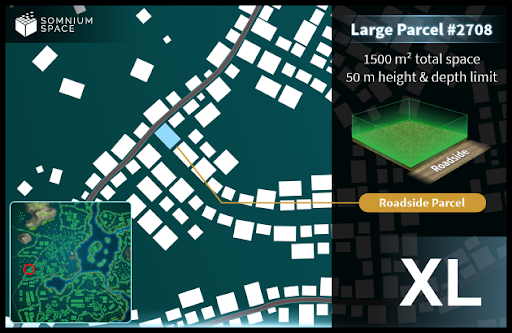 SOMNIUM
SPACE
Large Parcel #2708
1500 m² total space
50 m height & depth limit
Roadside
Roadside Parcel
XL